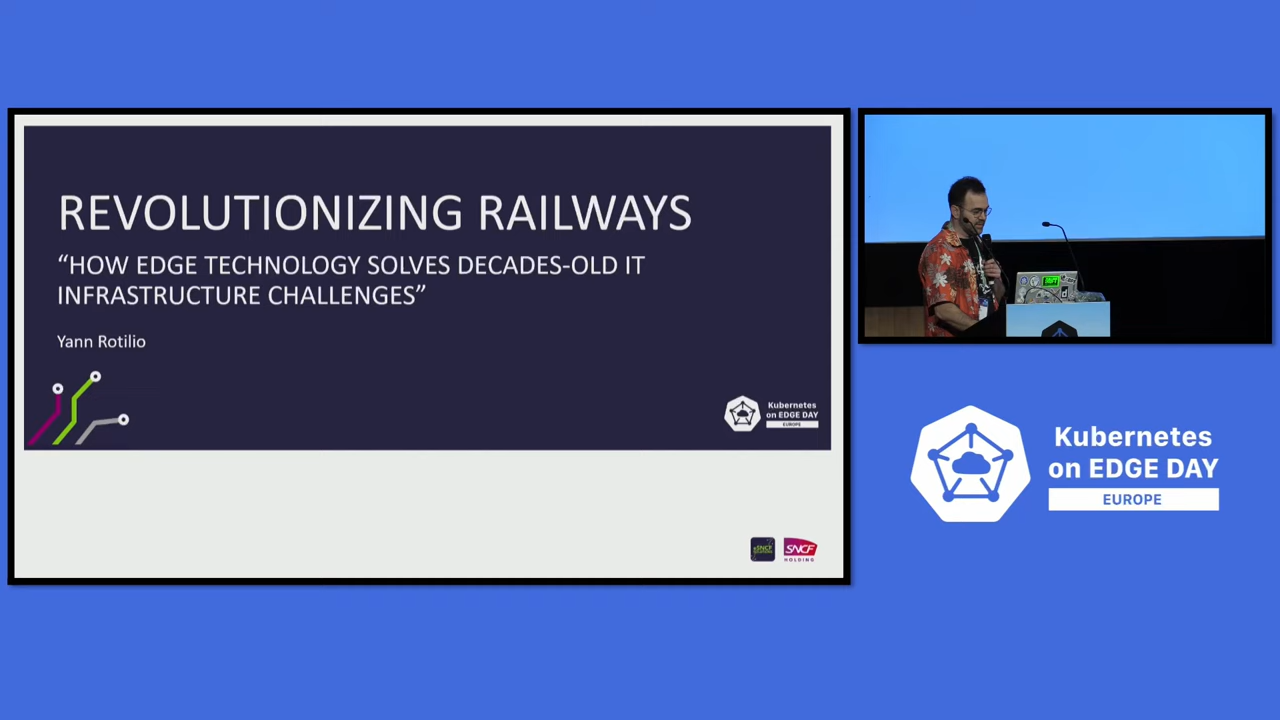 REVOLUTIONIZING RAILWAYS
“HOW EDGE TECHNOLOGY SOLVES DECADES-OLD IT
INFRASTRUCTURE CHALLENGES”
Yann Rotilio
Kubernetes
on EDGE DAY
EUROPE
SNCF
HOLDING
Kubernetes
on EDGE DAY
EUROPE